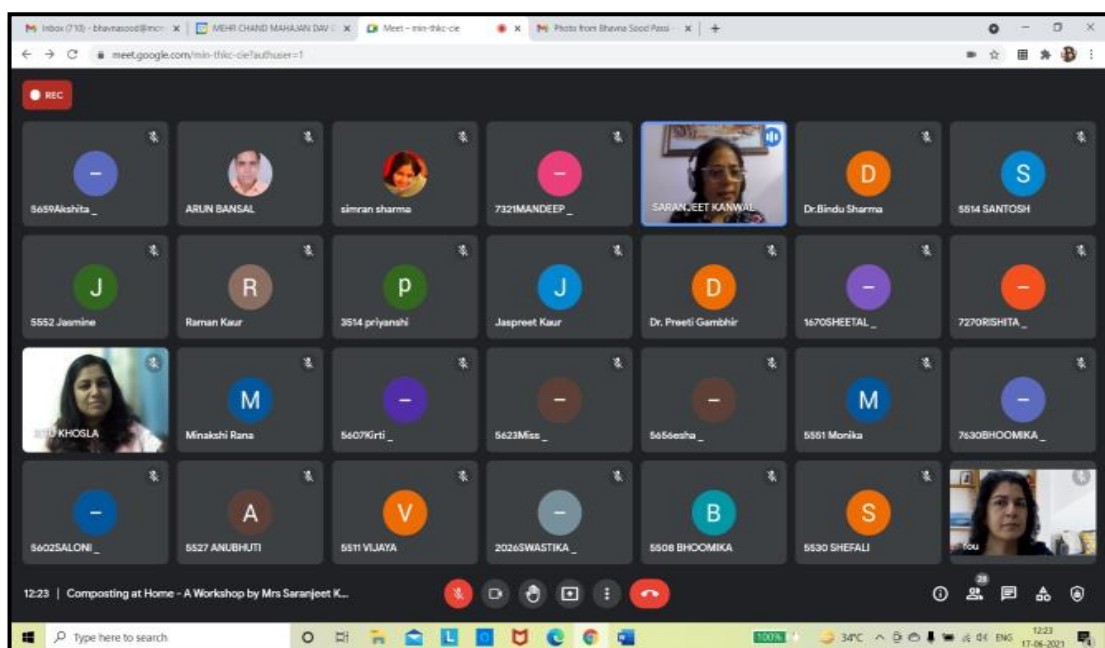 Inbox (710) - bhavnasood@mcm
MEHR CHAND MAHAJAN DAV C
Meet – min-thkc-cie
Photo from Bhavna Sood Passi -
meet.google.com/min-thkc-cie?authuser=1
B
REC
5659Akshita _
ARUN BANSAL
simran sharma
7321MANDEEP _
SARANJEET KANWAL
D
Dr.Bindu Sharma
S
5514 SANTOSH
J
5552 Jasmine
R
Raman Kaur
p
3514 priyanshi
J
Jaspreet Kaur
D
Dr. Preeti Gambhir
1670SHEETAL _
7270RISHITA _
KHOSLA
M
Minakshi Rana
5607Kirti _
5623Miss _
5656esha _
M
5551 Monika
7630BHOOMIKA _
5602SALONI _
A
5527 ANUBHUTI
V
5511 VIJAYA
2026SWASTIKA _
B
5508 BHOOMIKA
S
5530 SHEFALI
You
12:23 | Composting at Home - A Workshop by Mrs Saranjeet K...
28
Type here to search
L
100%
34°C
ENG
12:23
17-06-2021